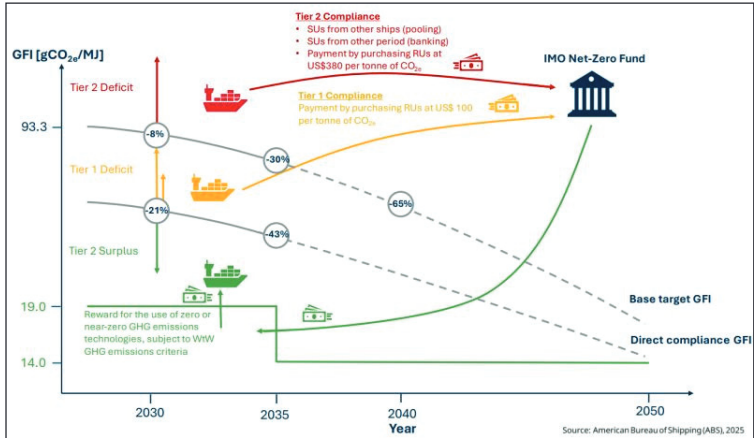 Tier 2 Compliance
• SUs from other ships (pooling)
• SUs from other period (banking)
• Payment by purchasing RUs at
US$380 per tonne of CO2e
GFI [gCO2e/MJ]
IMO Net-Zero Fund
Tier 2 Deficit
Tier 1 Compliance
Payment by purchasing RUs at US$ 100
per tonne of CO2e
93.3
-8%
-30%
Tier 1 Deficit
-21%
-65%
-43%
Tier 2 Surplus
Base target GFI
19.0
Reward for the use of zero or
near-zero GHG emissions
technologies, subject to WtW
GHG emissions criteria
Direct compliance GFI
14.0
2030
2035
2040
2050
Year
Source: American Bureau of Shipping (ABS), 2025